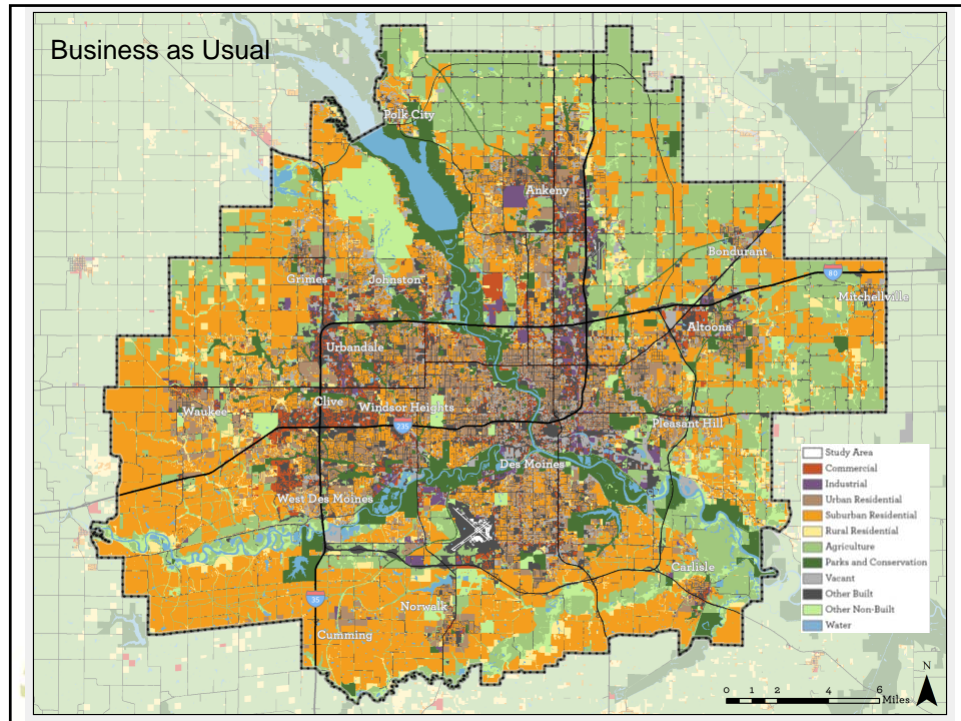 Business as Usual
Polk City
Ankeny
Bondurant
Grimes
Johnston
80
Mitchellville
Altoona
Urbandale
Clive
Windsor Heights
Waukee
235
Pleasant Hill
Des Moines
West Des Moines
Carlisle
35
Norwalk
Cumming
Study Area
Commercial
Industrial
Urban Residential
Suburban Residential
Rural Residential
Agriculture
Parks and Conservation
Vacant
Other Built
Other Non-Built
Water
N
0 1 2 4 6
Miles